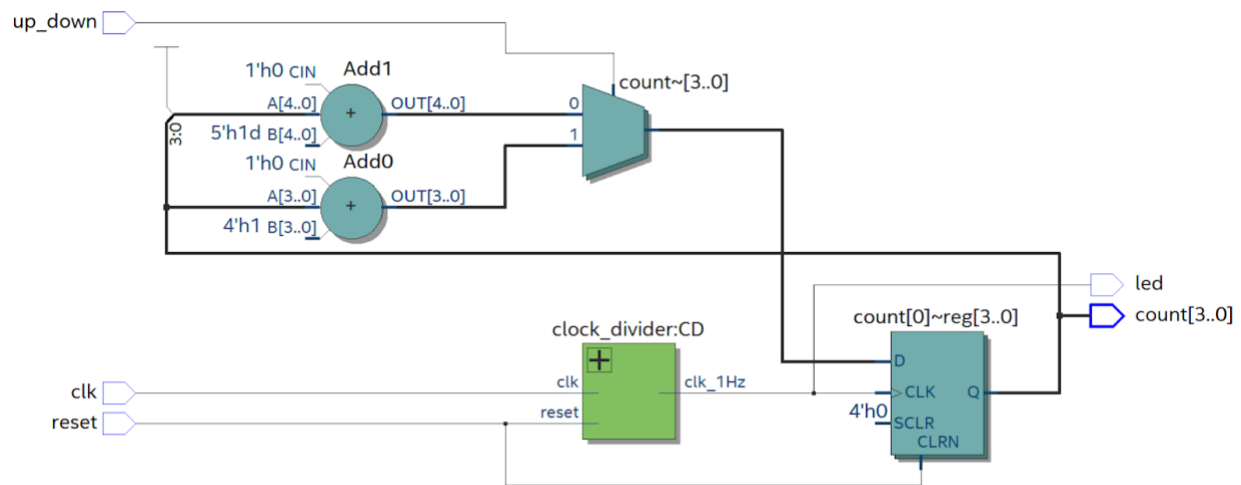 up_down
1'h0 CIN
Add1
count~[3..0]
A[4..0]
OUT[4..0]
0
3:0
+
5'h1d B[4..0]
1
1'h0 CIN
Add0
A[3..0]
OUT[3..0]
+
4'h1 B[3..0]
led
count[3..0]
clock_divider:CD
count[0]~reg[3..0]
+
D
clk
clk
clk_1Hz
CLK
Q
reset
reset
4'h0
SCLR
CLRN